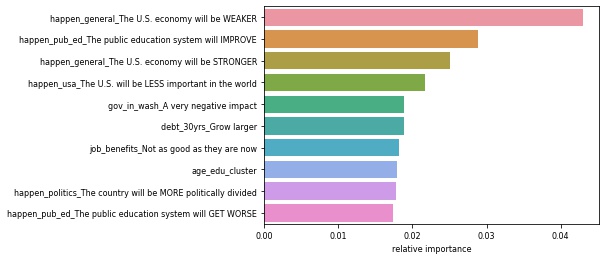 happen_general_The U.S. economy will be WEAKER
happen_pub_ed_The public education system will IMPROVE
happen_general_The U.S. economy will be STRONGER
happen_usa_The U.S. will be LESS important in the world
gov_in_wash_A very negative impact
debt_30yrs_Grow larger
job_benefits_Not as good as they are now
age_edu_cluster
happen_politics_The country will be MORE politically divided
happen_pub_ed_The public education system will GET WORSE
0.00 0.01 0.02 0.03 0.04
relative importance